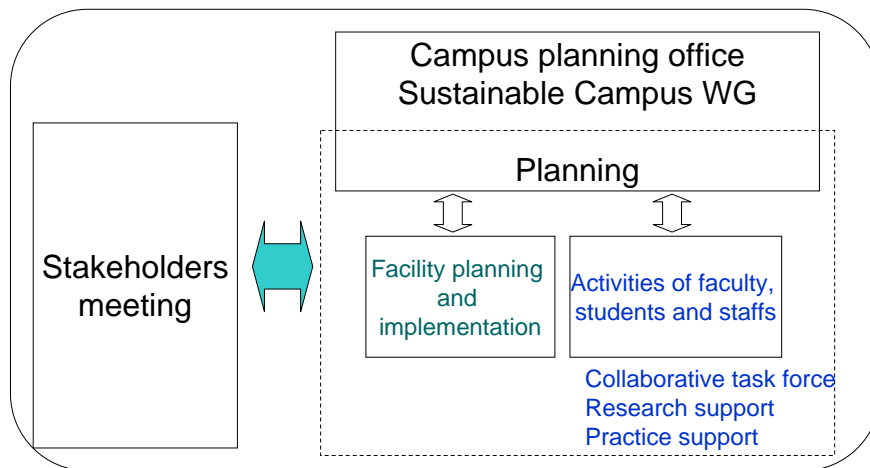 Campus planning office
Sustainable Campus WG
Planning
Stakeholders
meeting
Facility planning
and
implementation
Activities of faculty,
students and staffs
Collaborative task force
Research support
Practice support